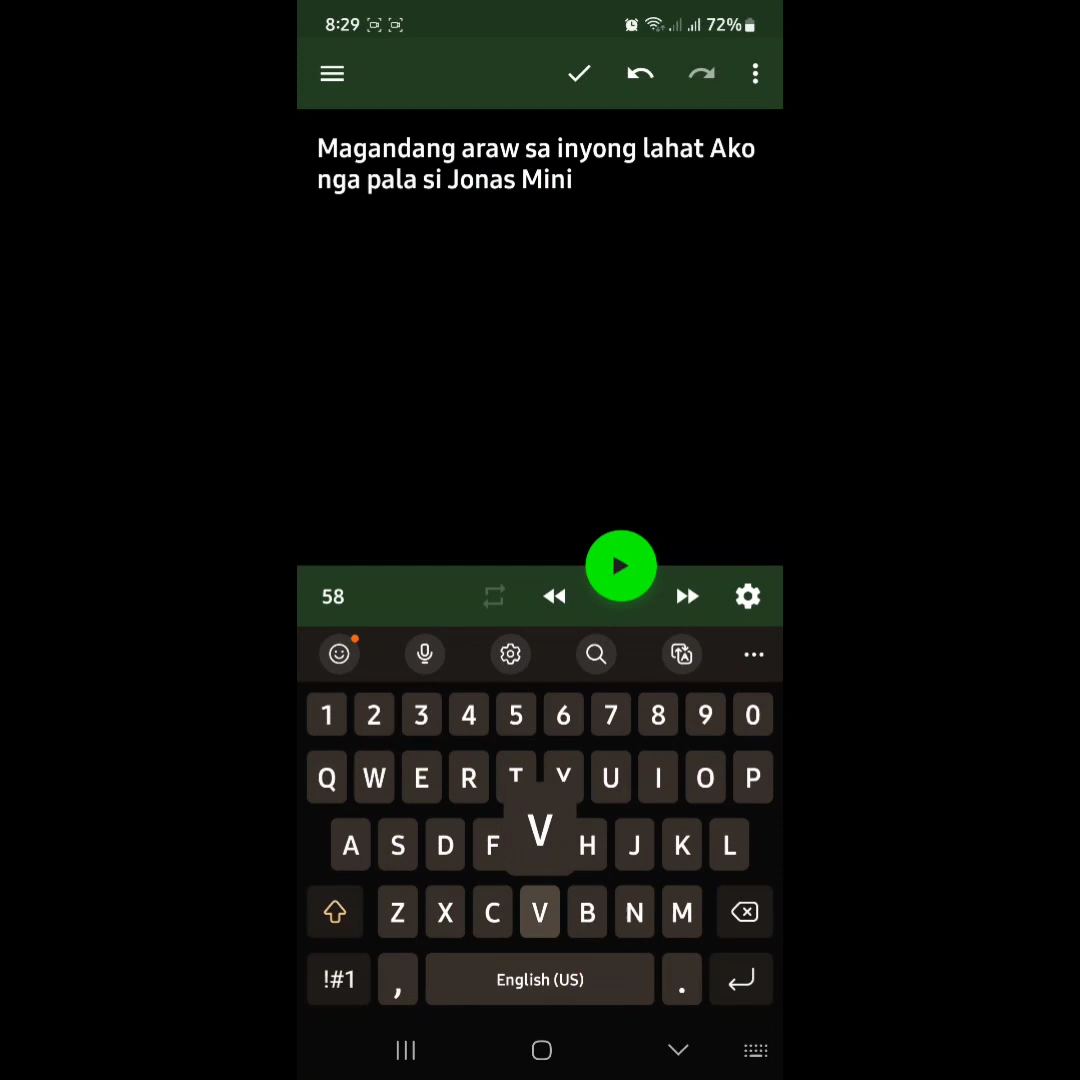 8:29 72%
Magandang araw sa inyong lahat Ako
nga pala si Jonas Mini
58
1 2 3 4 5 6 7 8 9 0
Q W E R T Y U I O P
V
A S D F H J K L
Z X C V B N M
!#1 , English (US) .